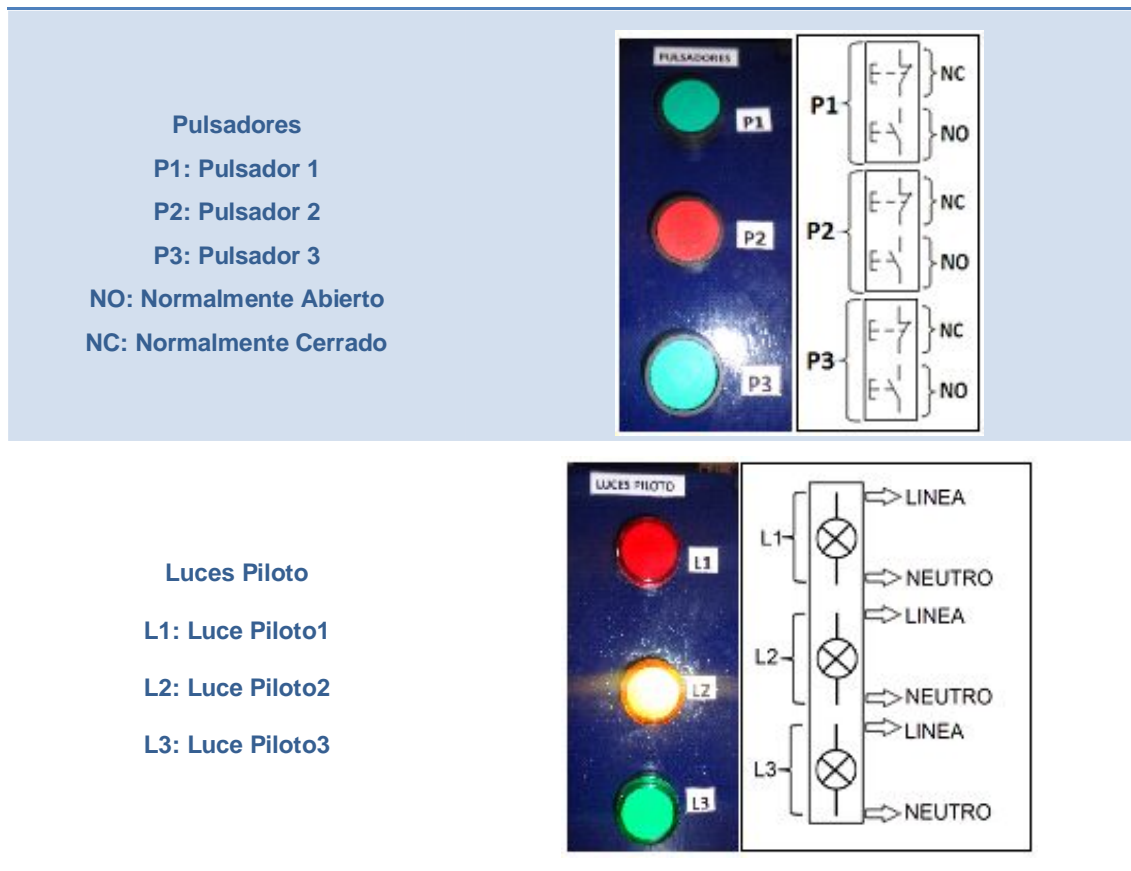 Pulsadores
P1: Pulsador 1
P2: Pulsador 2
P3: Pulsador 3
NO: Normalmente Abierto
NC: Normalmente Cerrado
PULSADORES
P1
P2
P3
P1
NC
NO
P2
NC
NO
P3
NC
NO
Luces Piloto
L1: Luce Piloto1
L2: Luce Piloto2
L3: Luce Piloto3
LUCES PILOTO
L1
L2
L3
L1
LINEA
NEUTRO
L2
LINEA
NEUTRO
L3
LINEA
NEUTRO